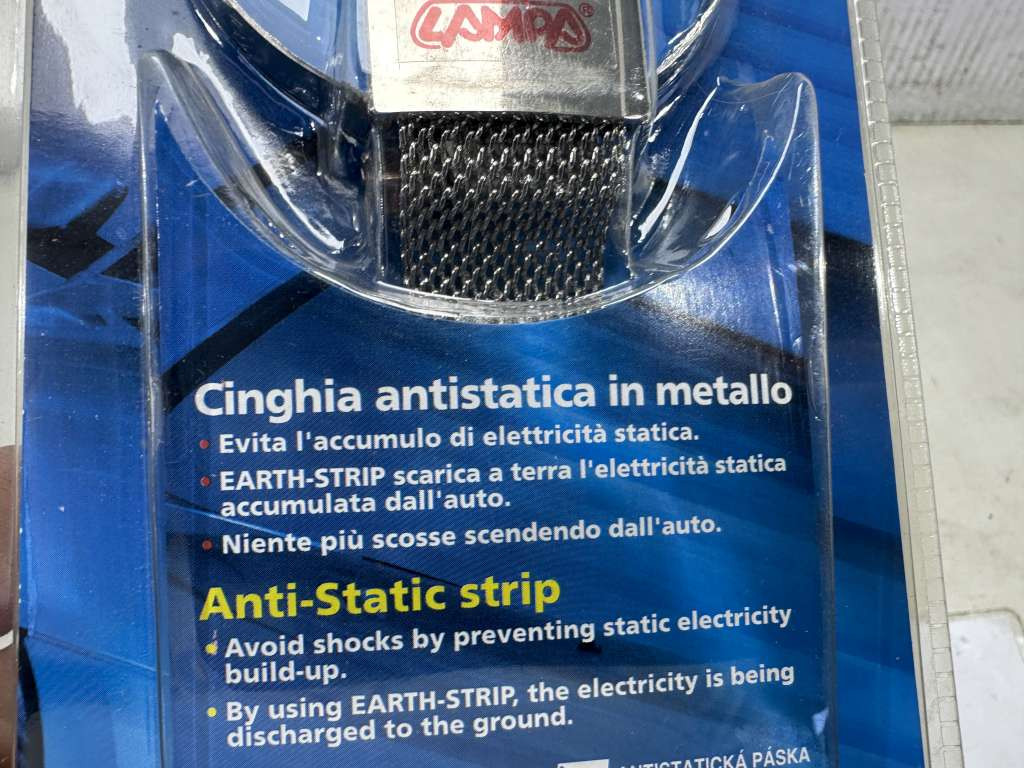 LAMPA®
Cinghia antistatica in metallo
• Evita l'accumulo di elettricità statica.
• EARTH-STRIP scarica a terra l'elettricità statica
accumulata dall'auto.
• Niente più scosse scendendo dall'auto.
Anti-Static strip
• Avoid shocks by preventing static electricity
build-up.
• By using EARTH-STRIP, the electricity is being
discharged to the ground.
ANTISTATICKÁ PÁSKA